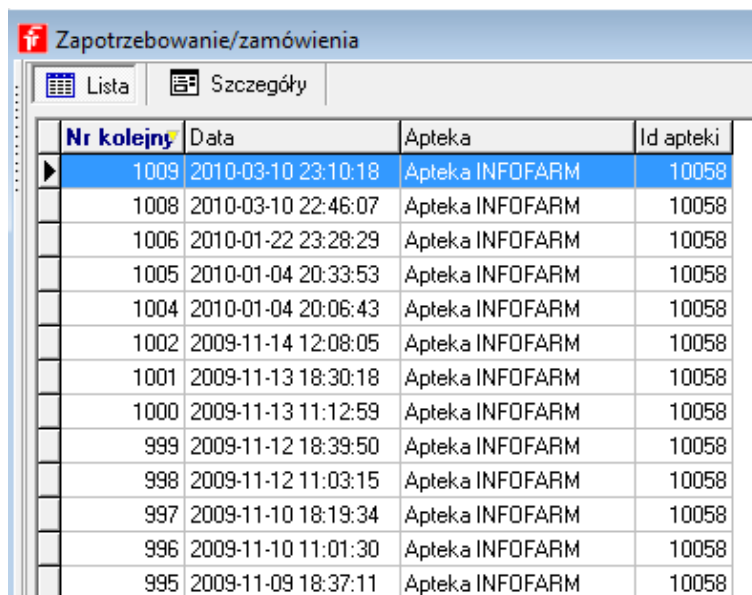 Zapotrzebowanie/zamówienia
Lista Szczegóły
Nr kolejny Data Apteka Id apteki
1009 2010-03-10 23:10:18 Apteka INFOFARM 10058
1008 2010-03-10 22:46:07 Apteka INFOFARM 10058
1006 2010-01-22 23:28:29 Apteka INFOFARM 10058
1005 2010-01-04 20:33:53 Apteka INFOFARM 10058
1004 2010-01-04 20:06:43 Apteka INFOFARM 10058
1002 2009-11-14 12:08:05 Apteka INFOFARM 10058
1001 2009-11-13 18:30:18 Apteka INFOFARM 10058
1000 2009-11-13 11:12:59 Apteka INFOFARM 10058
999 2009-11-12 18:39:50 Apteka INFOFARM 10058
998 2009-11-12 11:03:15 Apteka INFOFARM 10058
997 2009-11-10 18:19:34 Apteka INFOFARM 10058
996 2009-11-10 11:01:30 Apteka INFOFARM 10058
995 2009-11-09 18:37:11 Apteka INFOFARM 10058